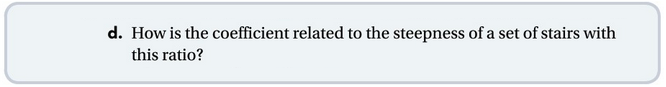 d. How is the coefficient related to the steepness of a set of stairs with
this ratio?